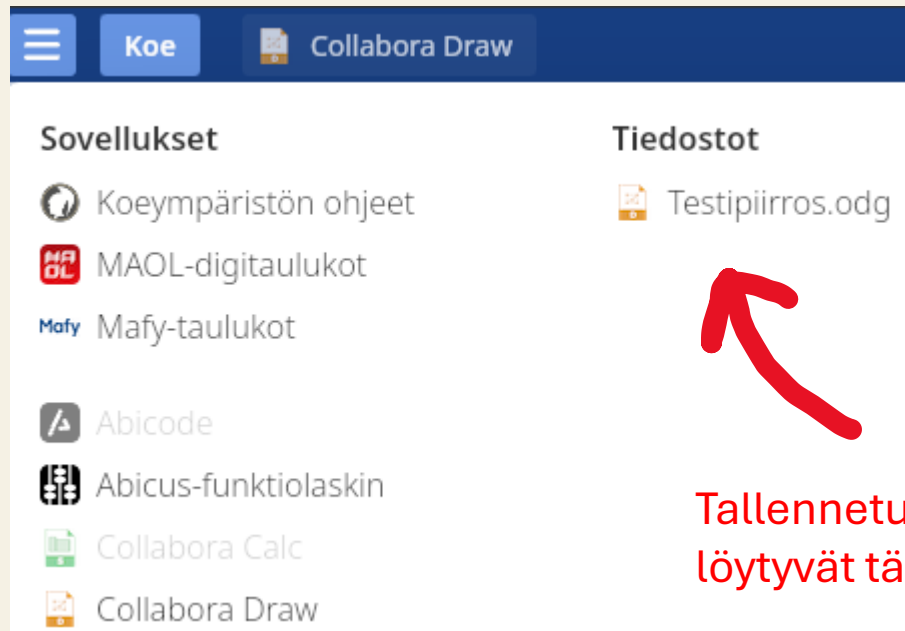 Koe
Collabora Draw
Sovellukset
Koeympäristön ohjeet
MAOL-digitaulukot
Mafy Mafy-taulukot
Abicode
Abicus-funktiolaskin
Collabora Calc
Collabora Draw
Tiedostot
Testipiirros.odg
löytyvät